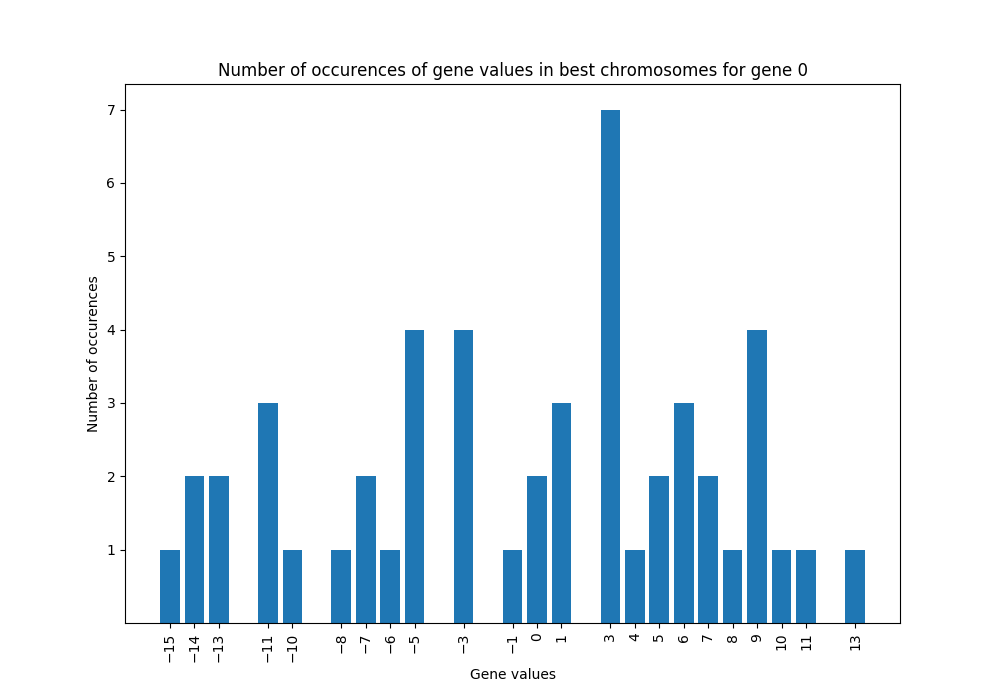 Number of occurences of gene values in best chromosomes for gene 0
7
6
5
4
3
2
1
Number of occurences
−15 −14 −13 −11 −10 −8 −7 −6 −5 −3 −1 0 1 3 4 5 6 7 8 9 10 11 13
Gene values